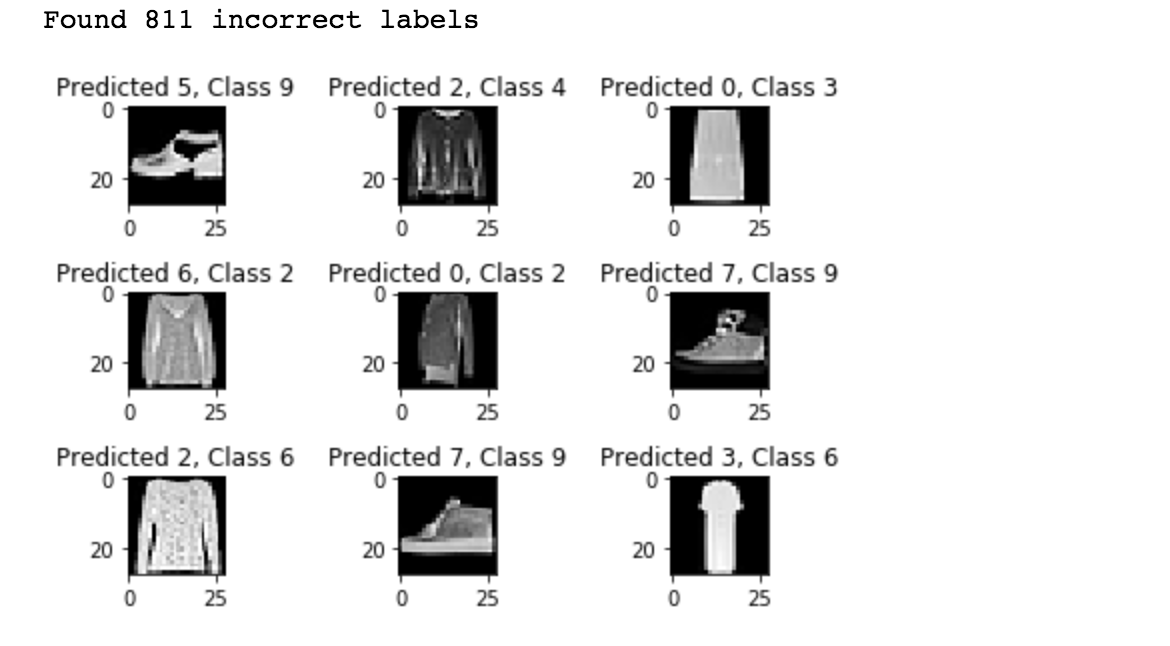 Found 811 incorrect labels
Predicted 5, Class 9 Predicted 2, Class 4 Predicted 0, Class 3
0 0 0
20 20 20
0 25 0 25 0 25
Predicted 6, Class 2 Predicted 0, Class 2 Predicted 7, Class 9
0 0 0
20 20 20
0 25 0 25 0 25
Predicted 2, Class 6 Predicted 7, Class 9 Predicted 3, Class 6
0 0 0
20 20 20
0 25 0 25 0 25